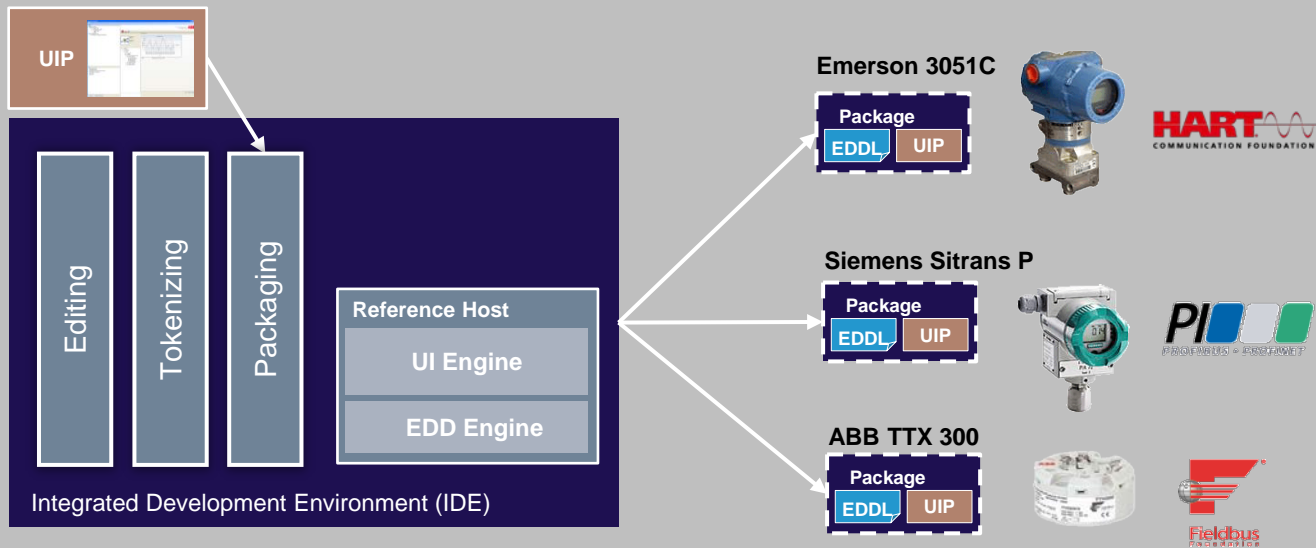 UIP
Editing
Tokenizing
Packaging
Reference Host
UI Engine
EDD Engine
Integrated Development Environment (IDE)
Emerson 3051C
Package
EDDL UIP
HART
COMMUNICATION FOUNDATION
Siemens Sitrans P
Package
EDDL UIP
PI
PROFIBUS • PROFINET
ABB TTX 300
Package
EDDL UIP
Fieldbus
Foundation